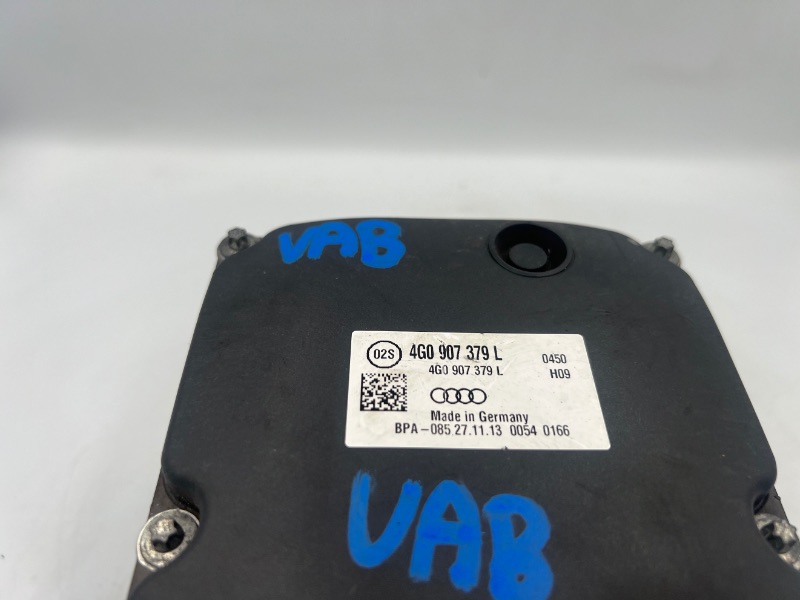 VAB
02S 4G0 907 379 L 0450
4G0 907 379 L H09
Made in Germany
BPA-085 27.11.13 0054 0166
VAB